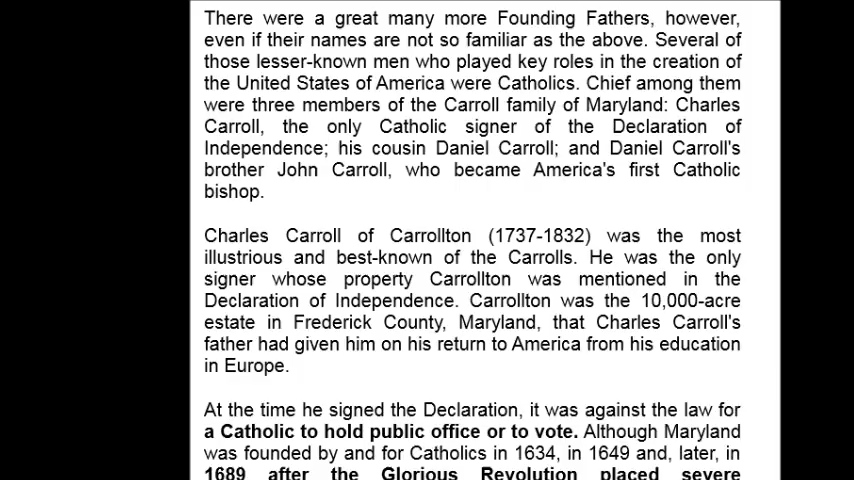 There were a great many more Founding Fathers, however,
even if their names are not so familiar as the above. Several of
those lesser-known men who played key roles in the creation of
the United States of America were Catholics. Chief among them
were three members of the Carroll family of Maryland: Charles
Carroll, the only Catholic signer of the Declaration of
Independence; his cousin Daniel Carroll; and Daniel Carroll's
brother John Carroll, who became America's first Catholic
bishop.
Charles Carroll of Carrollton (1737-1832) was the most
illustrious and best-known of the Carrolls. He was the only
signer whose property Carrollton was mentioned in the
Declaration of Independence. Carrollton was the 10,000-acre
estate in Frederick County, Maryland, that Charles Carroll's
father had given him on his return to America from his education
in Europe.
At the time he signed the Declaration, it was against the law for
a Catholic to hold public office or to vote. Although Maryland
was founded by and for Catholics in 1634, in 1649 and, later, in
1689 after the Glorious Revolution placed severe